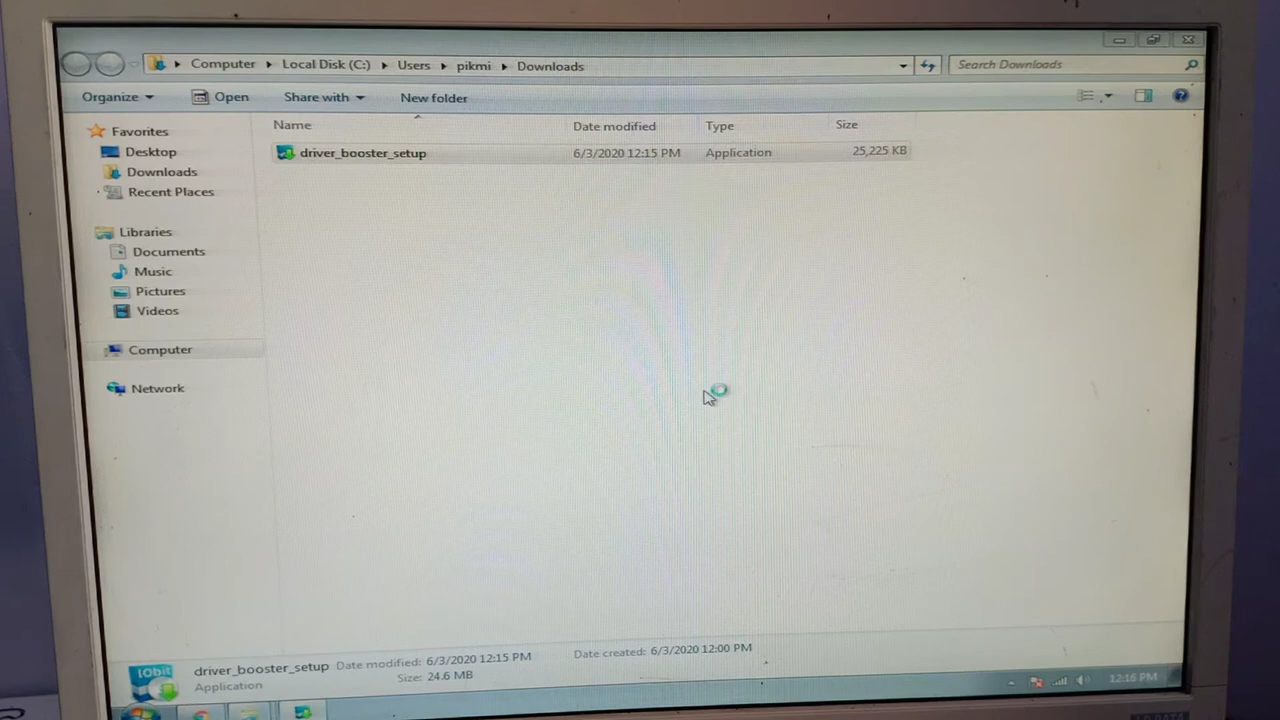 Computer Local Disk (C:) Users pikmi Downloads
Search Downloads
Organize Open Share with New folder
Name Date modified Type Size
driver_booster_setup 6/3/2020 12:15 PM Application 25,225 KB
Favorites
Desktop
Downloads
Recent Places
Libraries
Documents
Music
Pictures
Videos
Computer
Network
IObit
driver_booster_setup Date modified: 6/3/2020 12:15 PM Date created: 6/3/2020 12:00 PM
Application Size: 24.6 MB
12:16 PM